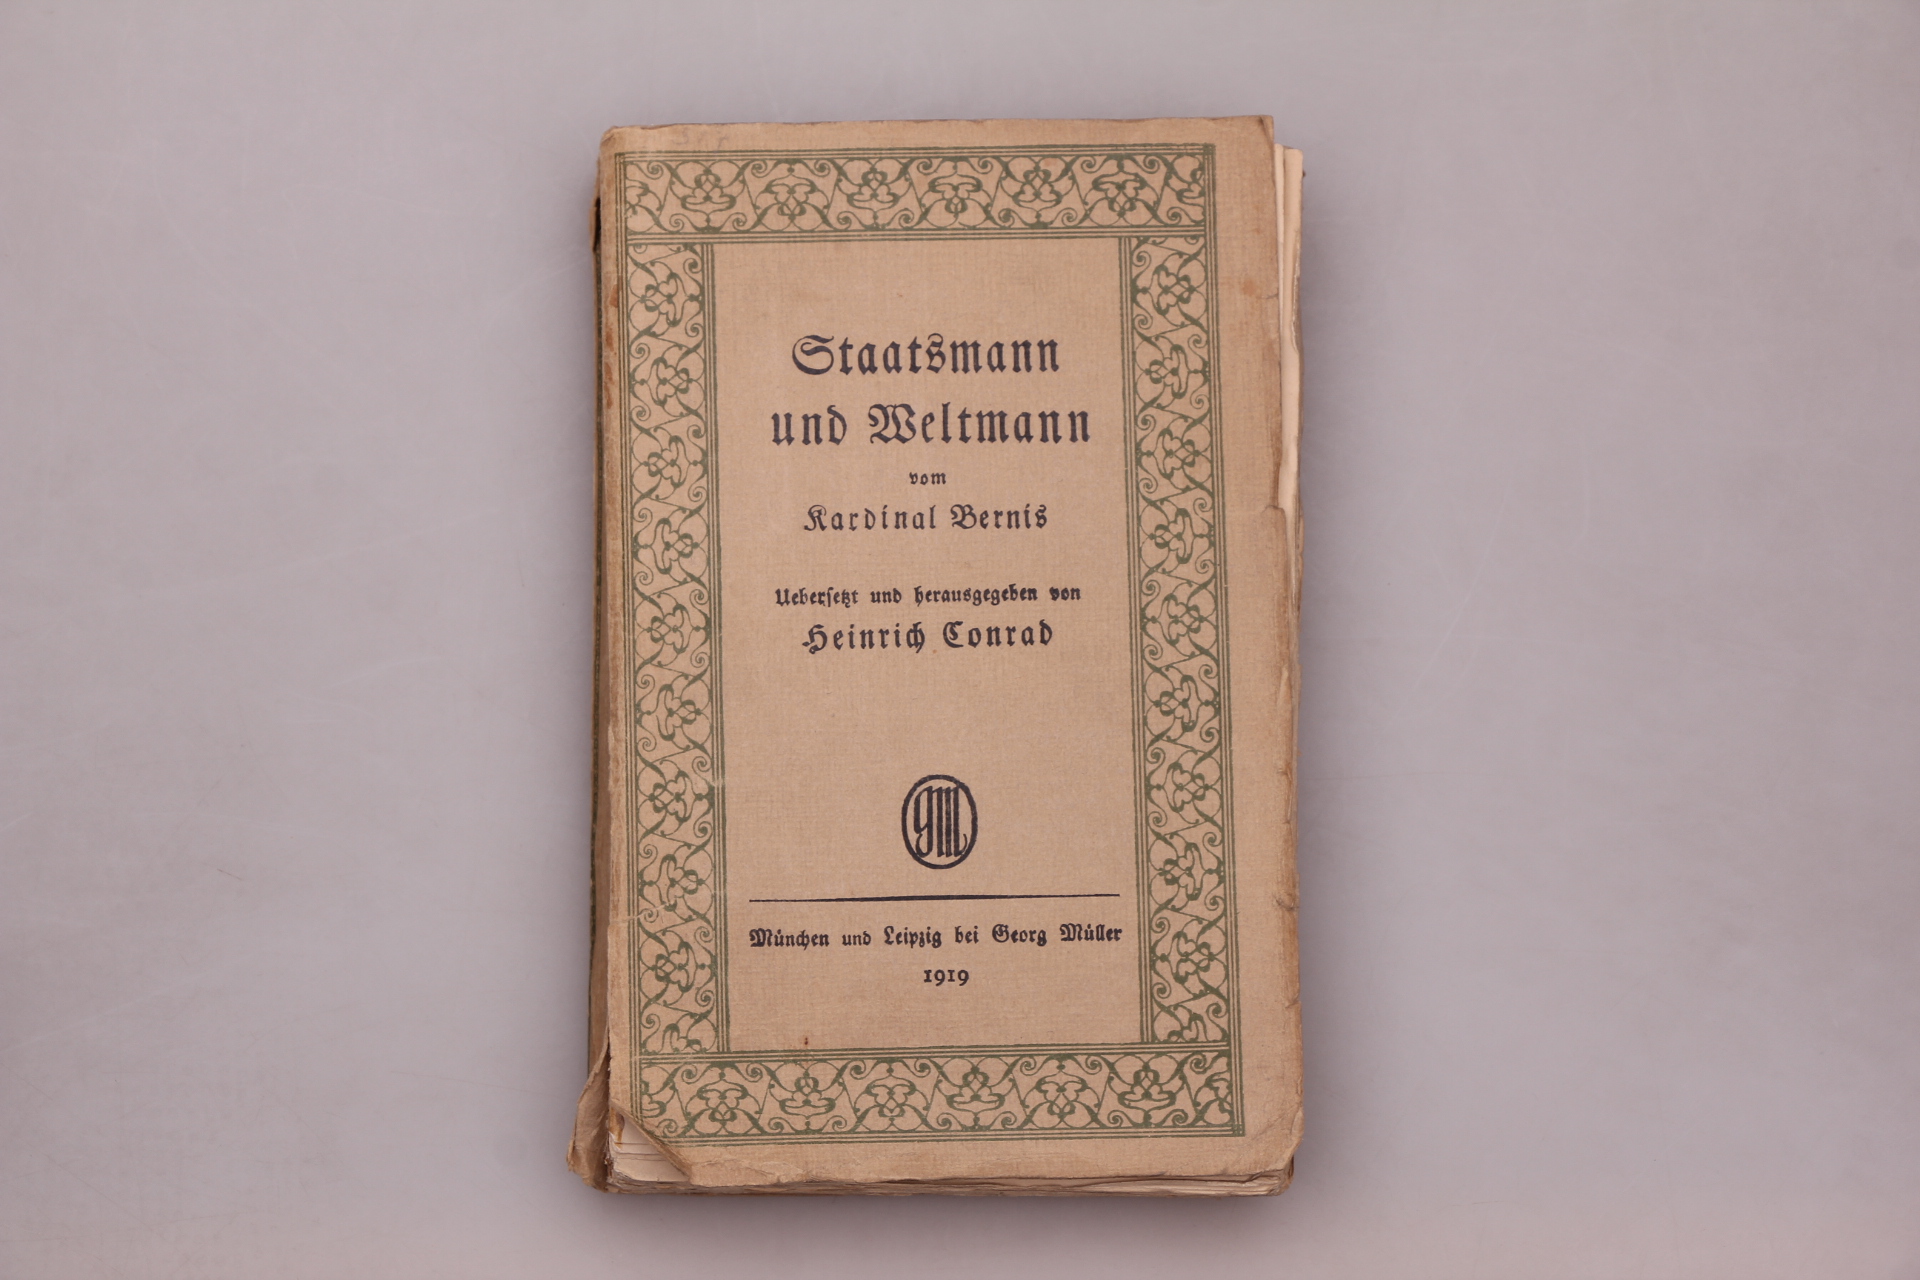 Staatsmann
und Weltmann
vom
Kardinal Bernis
Uebersetzt und herausgegeben von
Heinrich Conrad
GM
München und Leipzig bei Georg Müller
1919